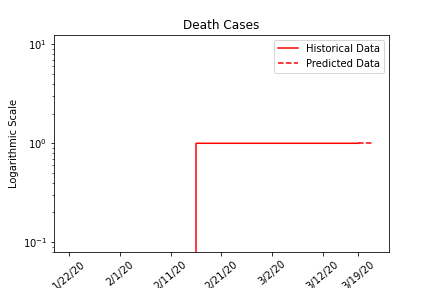 Death Cases
Historical Data
Predicted Data
Logarithmic Scale
10¹
10⁰
10⁻¹
1/22/20 2/1/20 2/11/20 2/21/20 3/2/20 3/12/20 3/19/20